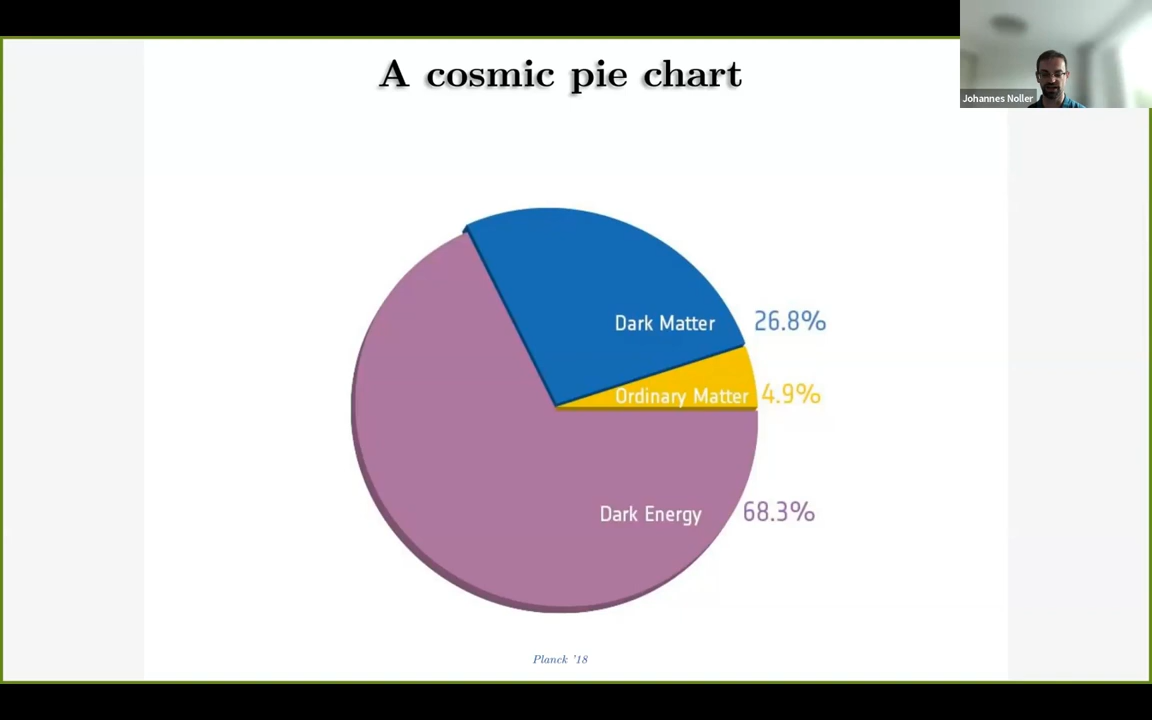 A cosmic pie chart
Johannes Noller
Dark Matter 26.8%
Ordinary Matter 4.9%
Dark Energy 68.3%
Planck '18